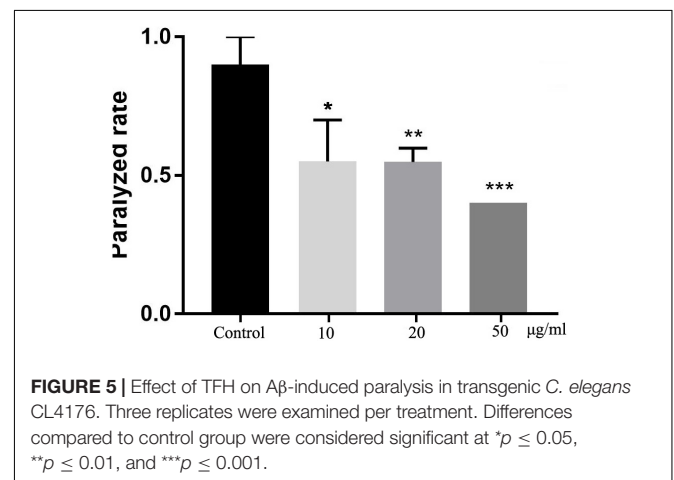 1.0
Paralyzed rate
*
**
0.5
***
0.0
Control 10 20 50 μg/ml
FIGURE 5 | Effect of TFH on Aβ-induced paralysis in transgenic C. elegans
CL4176. Three replicates were examined per treatment. Differences
compared to control group were considered significant at *p ≤ 0.05,
**p ≤ 0.01, and ***p ≤ 0.001.